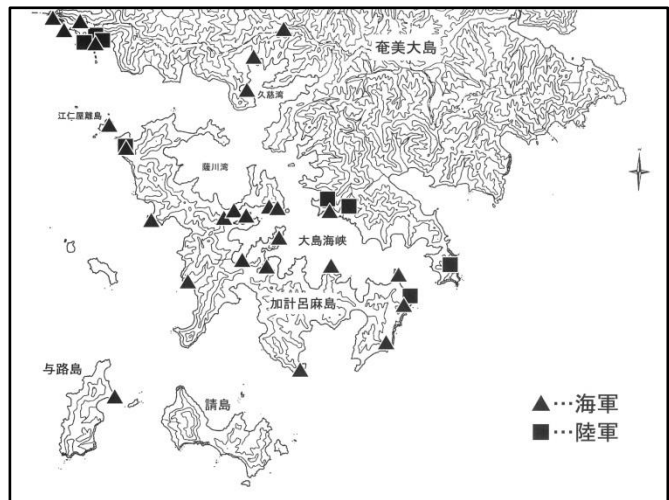 奄美大島
久慈湾
江仁屋離島
薩川湾
大島海峡
加計呂麻島
与路島
請島
▲…海軍
■…陸軍